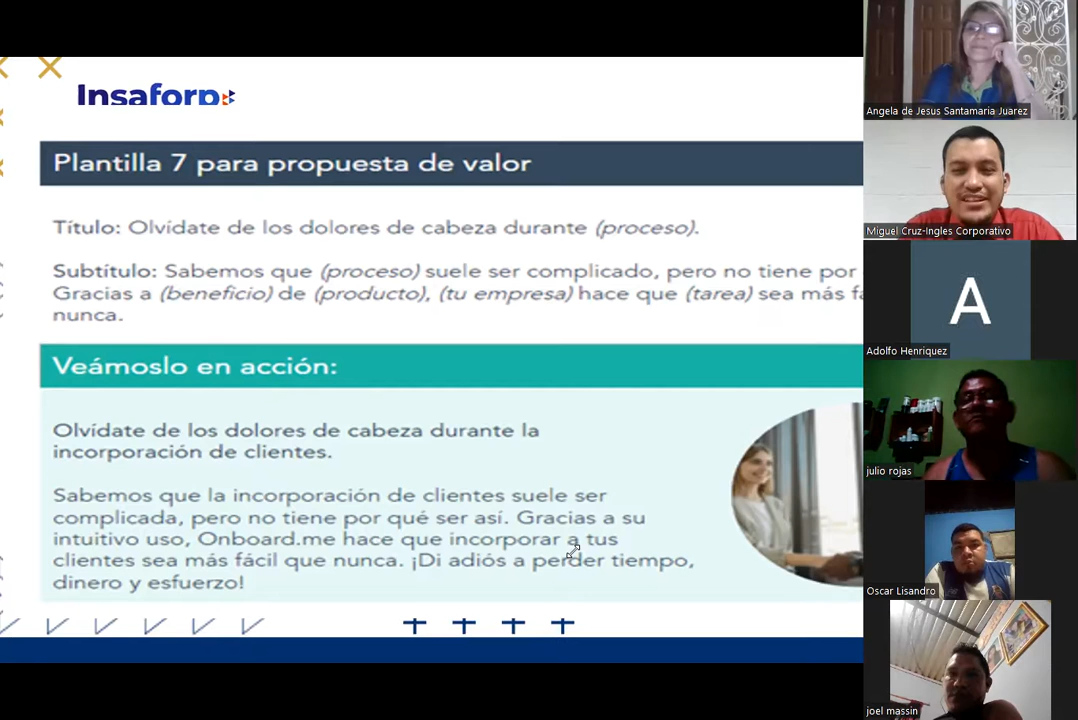 Insaforp
Plantilla 7 para propuesta de valor
Título: Olvídate de los dolores de cabeza durante (proceso).
Subtítulo: Sabemos que (proceso) suele ser complicado, pero no tiene por
Gracias a (beneficio) de (producto), (tu empresa) hace que (tarea) sea más
nunca.
Veámoslo en acción:
Olvídate de los dolores de cabeza durante la
incorporación de clientes.
Sabemos que la incorporación de clientes suele ser
complicada, pero no tiene por qué ser así. Gracias a su
intuitivo uso, Onboard.me hace que incorporar a tus
clientes sea más fácil que nunca. ¡Di adiós a perder tiempo,
dinero y esfuerzo!
Angela de Jesus Santamaria Juarez
Miguel Cruz-Ingles Corporativo
A
Adolfo Henriquez
julio rojas
Oscar Lisandro
joel massin